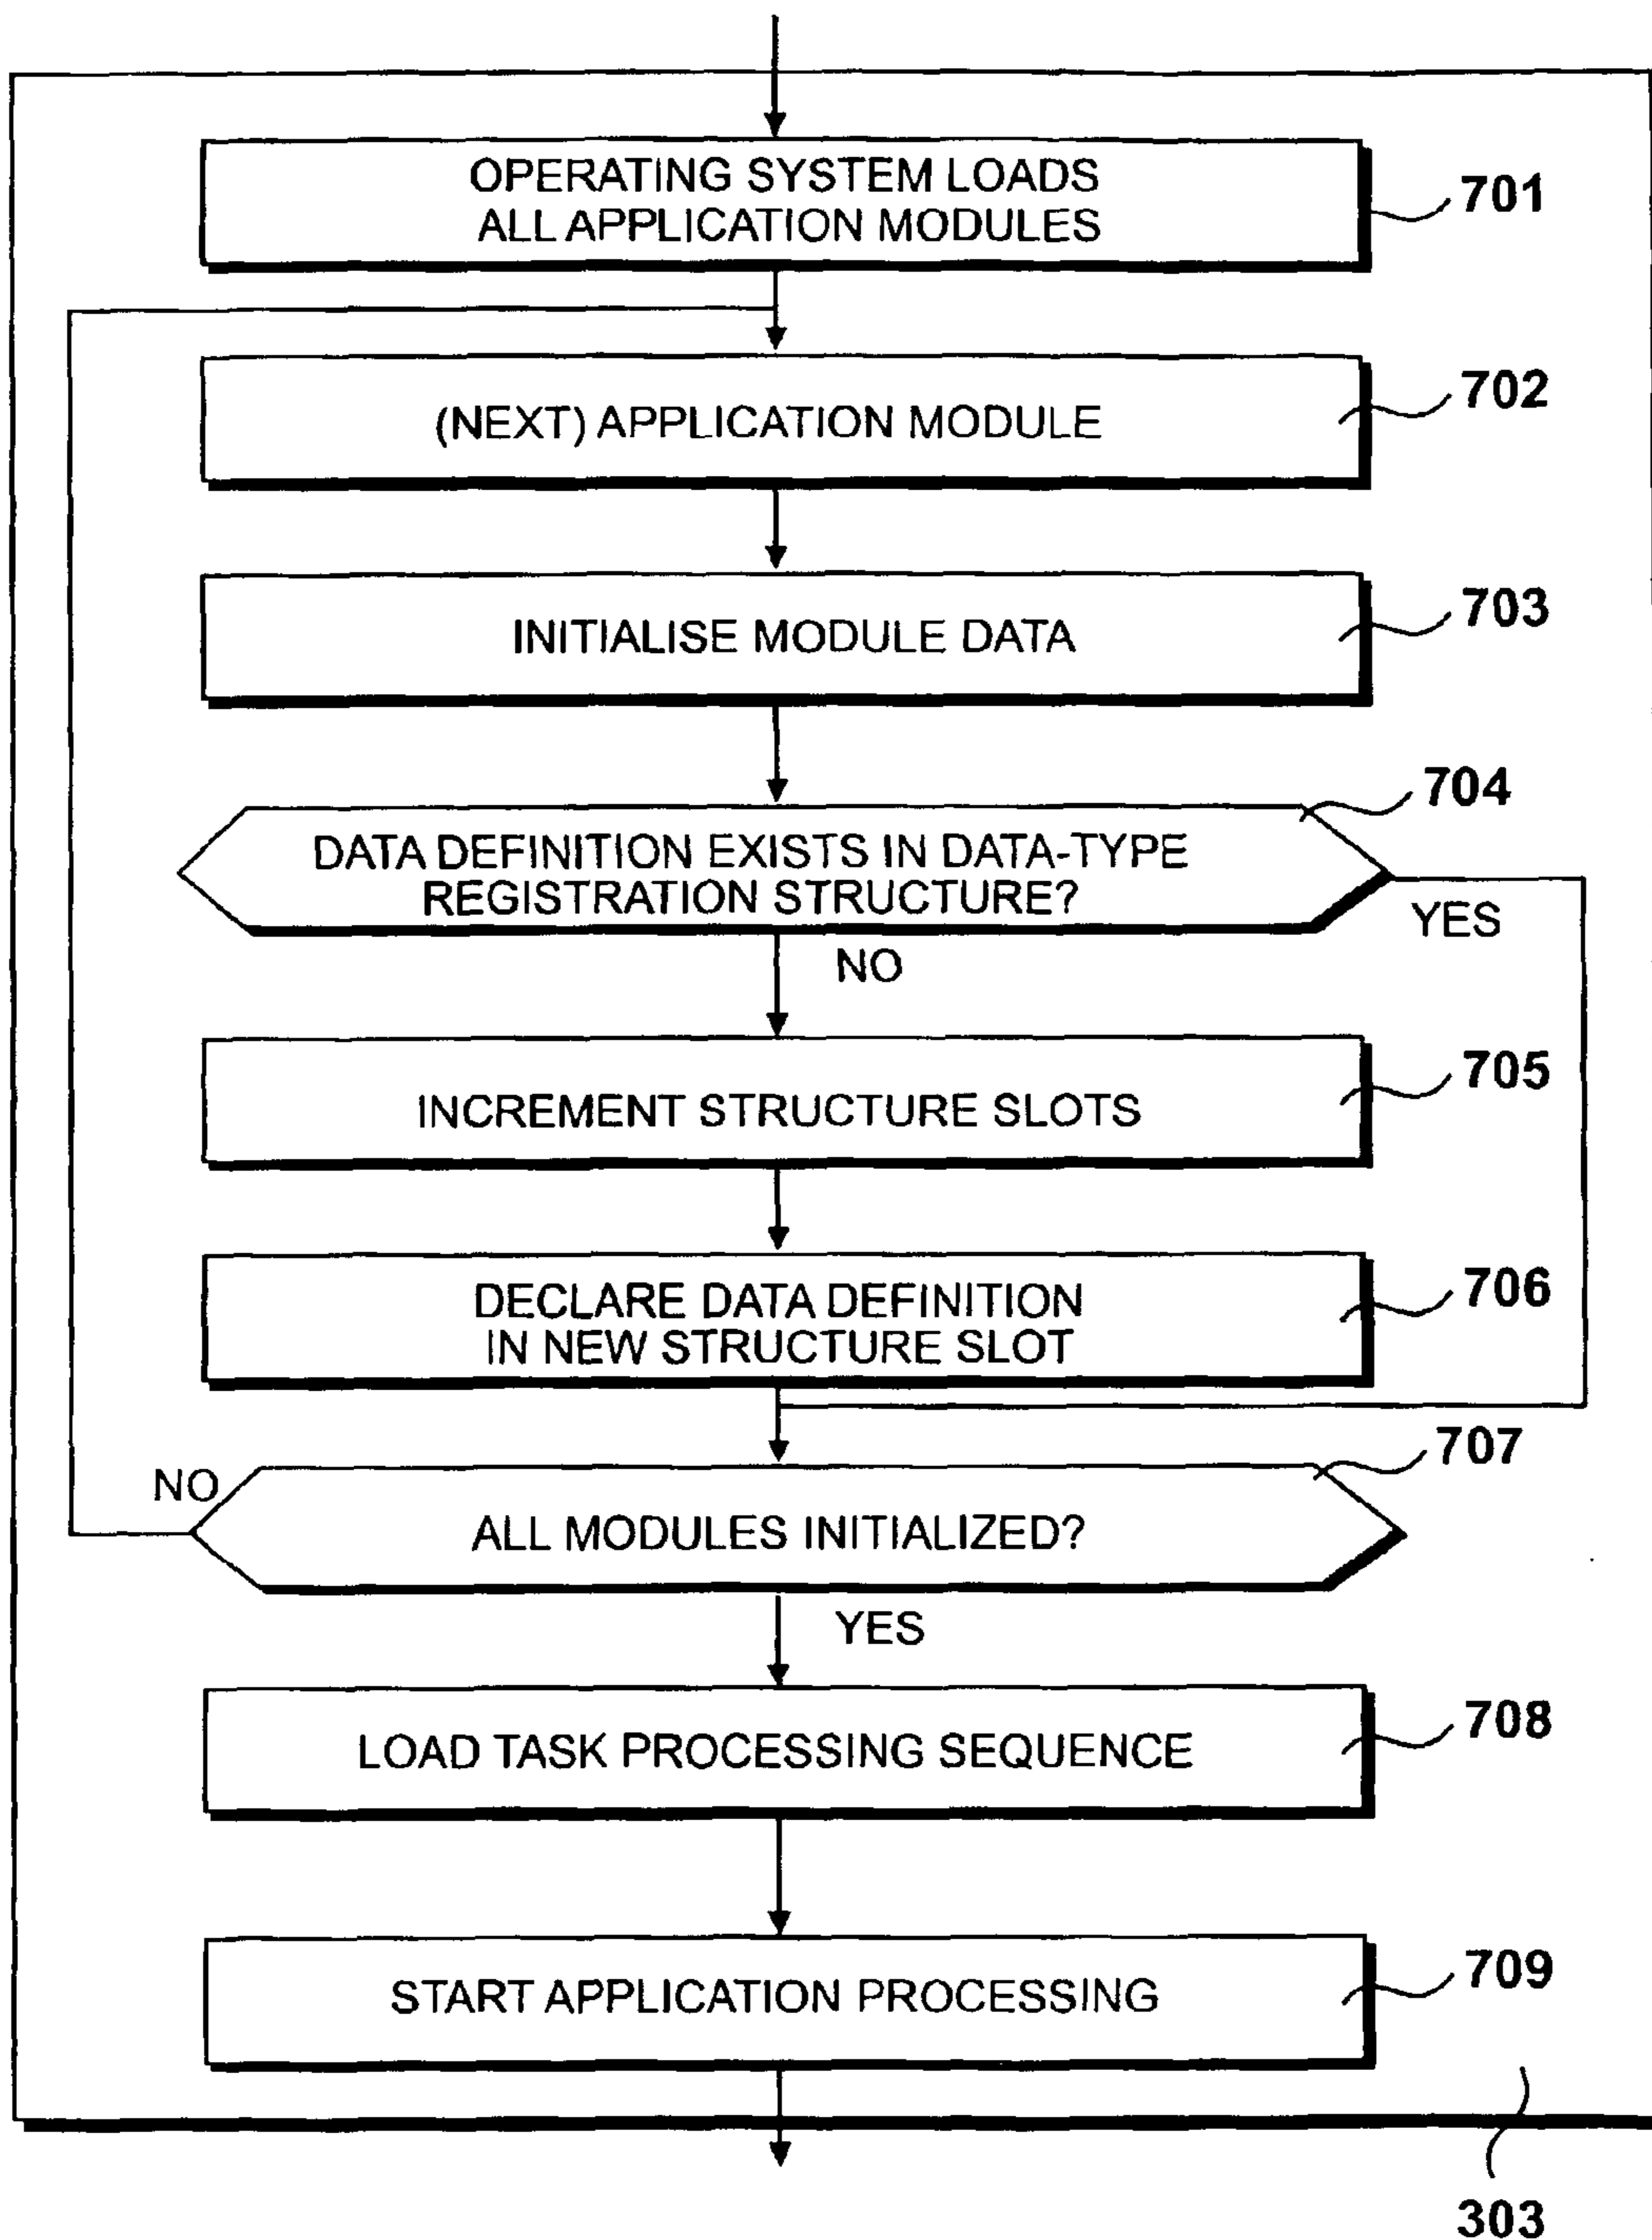 OPERATING SYSTEM LOADS
ALL APPLICATION MODULES
701
(NEXT) APPLICATION MODULE
702
INITIALISE MODULE DATA
703
704
DATA DEFINITION EXISTS IN DATA-TYPE
REGISTRATION STRUCTURE?
YES
NO
INCREMENT STRUCTURE SLOTS
705
DECLARE DATA DEFINITION
IN NEW STRUCTURE SLOT
706
707
NO
ALL MODULES INITIALIZED?
YES
LOAD TASK PROCESSING SEQUENCE
708
START APPLICATION PROCESSING
709
303